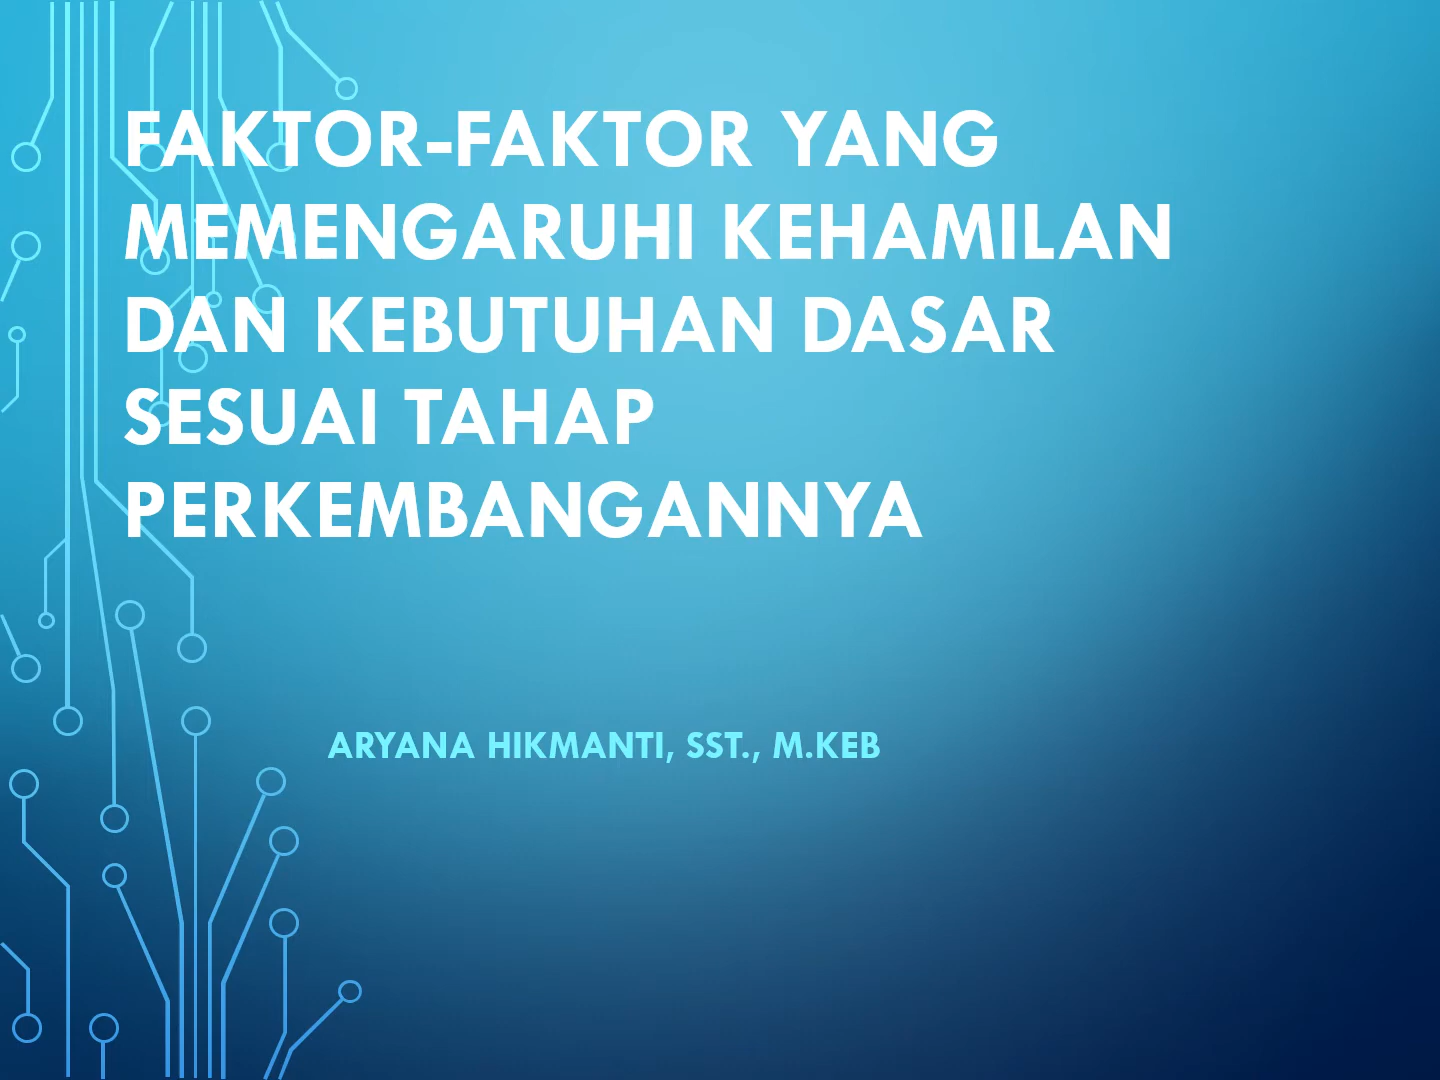 FAKTOR-FAKTOR YANG
MEMENGARUHI KEHAMILAN
DAN KEBUTUHAN DASAR
SESUAI TAHAP
PERKEMBANGANNYA
ARYANA HIKMANTI, SST., M.KEB